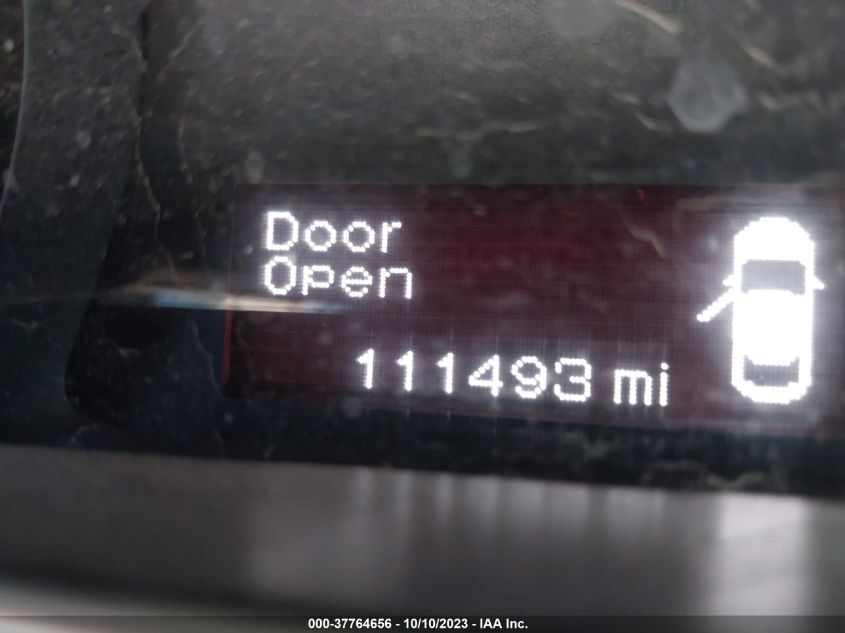 Door
Open
111493 mi
000-37764656 - 10/10/2023 - IAA Inc.